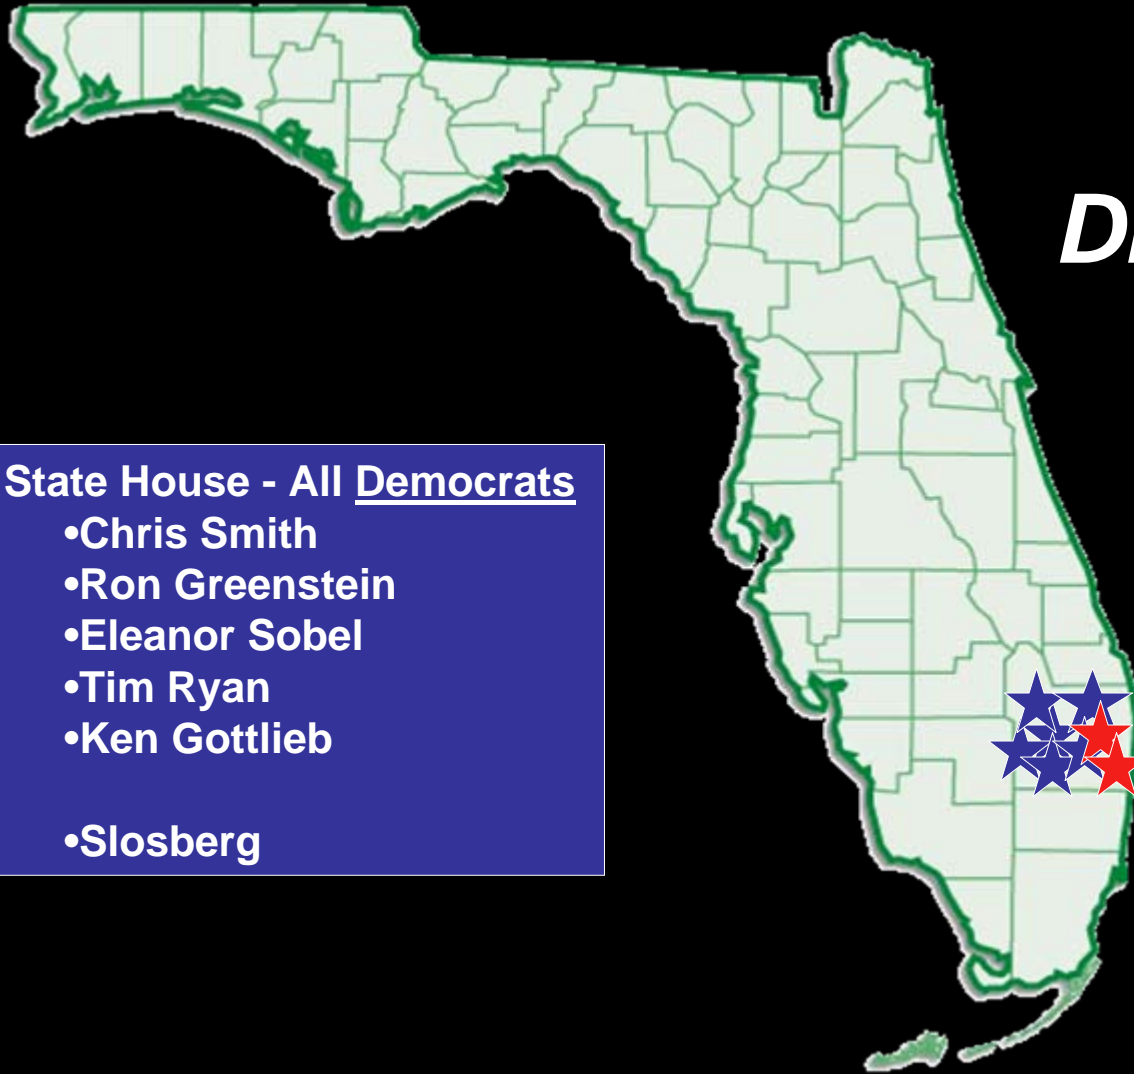 State House - All Democrats
•Chris Smith
•Ron Greenstein
•Eleanor Sobel
•Tim Ryan
•Ken Gottlieb
•Slosberg